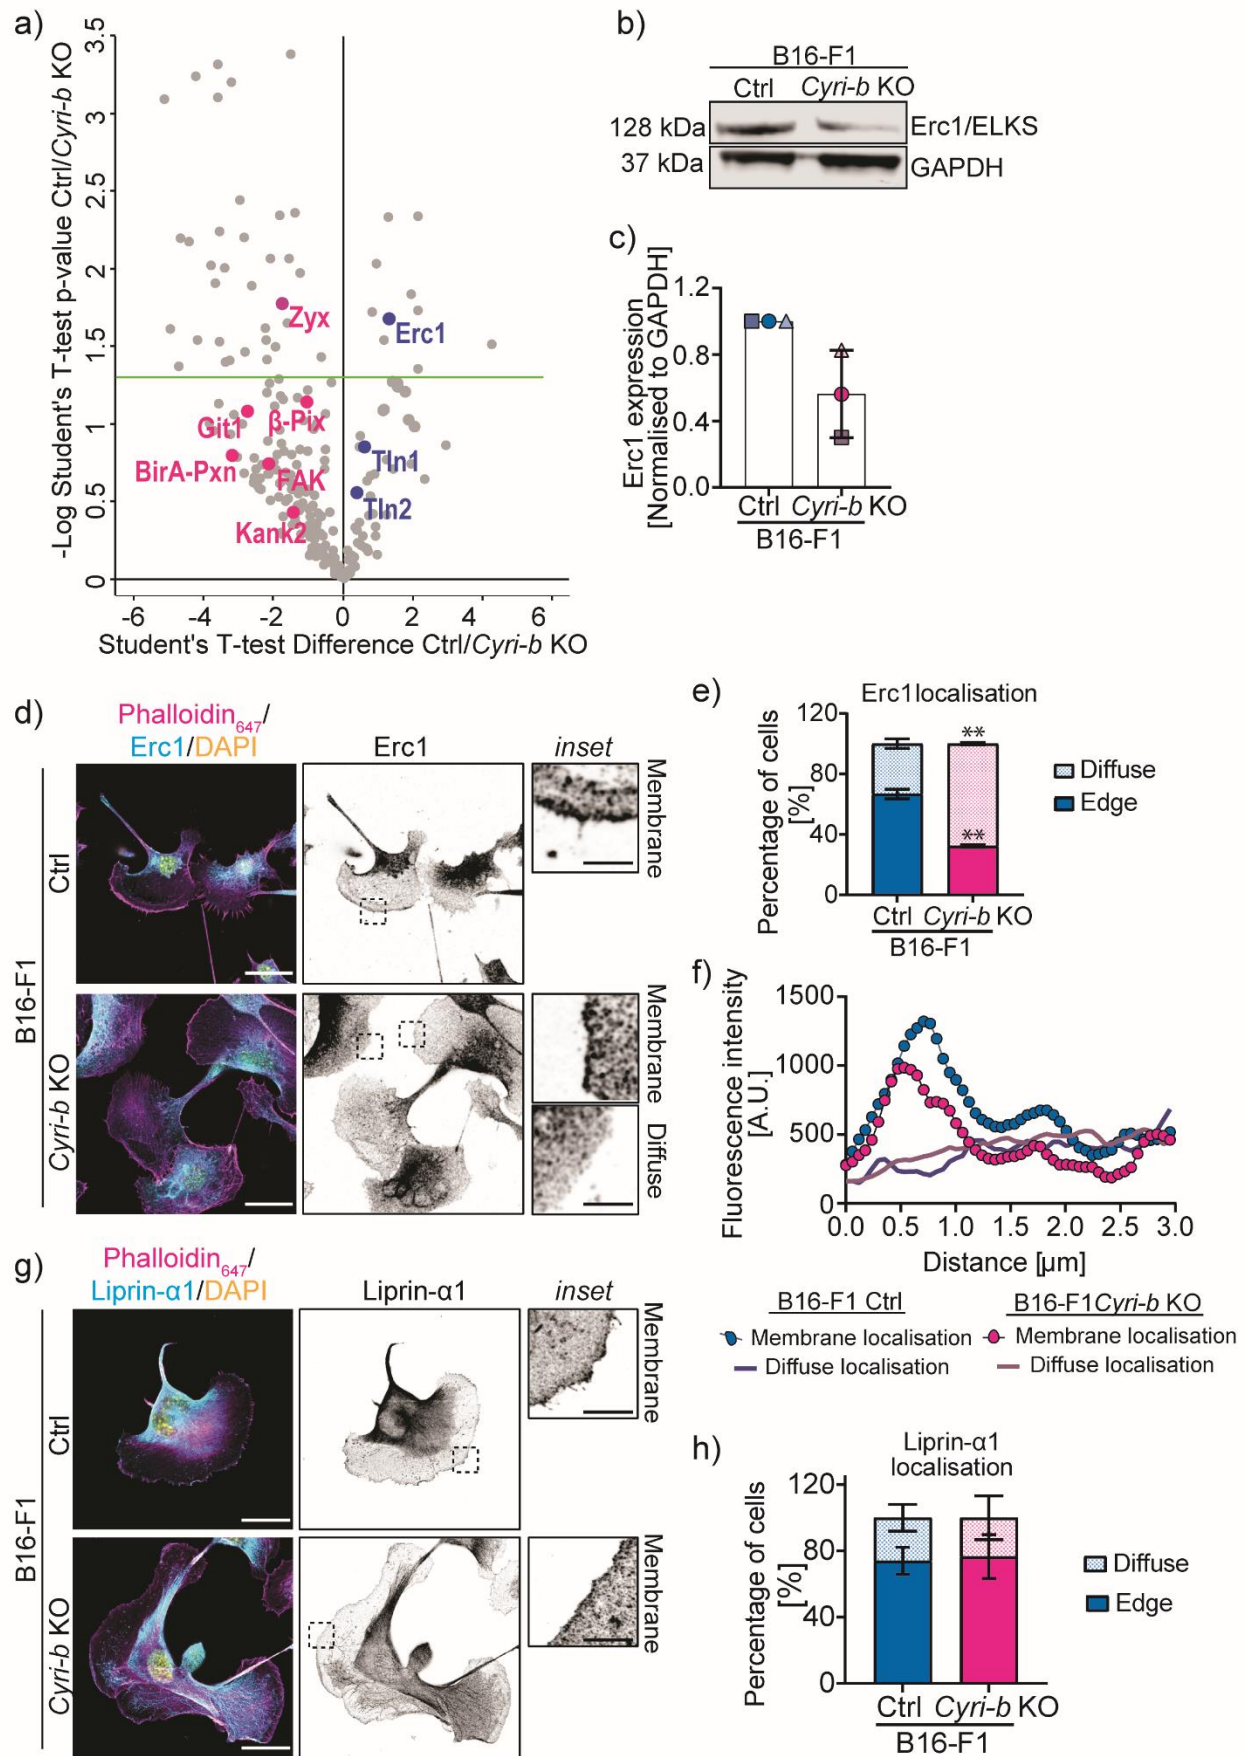 a)
-Log Student's T-test p-value Ctrl/Cyri-b KO
3.5
3
2.5
2
1.5
1
0.5
0
Zyx
Erc1
Git1
β-Pix
BirA-Pxn
FAK
Kank2
Tln1
Tln2
-6 -4 -2 0 2 4 6
Student's T-test Difference Ctrl/Cyri-b KO
b)
B16-F1
Ctrl Cyri-b KO
128 kDa Erc1/ELKS
37 kDa GAPDH
c)
Erc1 expression
[Normalised to GAPDH]
1.2
0.8
0.4
0.0
Ctrl Cyri-b KO
B16-F1
d)
Phalloidin647/
Erc1/DAPI
Erc1
inset
B16-F1
Ctrl
Cyri-b KO
Membrane
Membrane
Diffuse
e)
Erc1localisation
Percentage of cells
[%]
120
80
40
0
**
**
Diffuse
Edge
Ctrl Cyri-b KO
B16-F1
f)
Fluorescence intensity
[A.U.]
1500
1000
500
0
0.0 0.5 1.0 1.5 2.0 2.5 3.0
Distance [µm]
B16-F1 Ctrl
Membrane localisation
Diffuse localisation
B16-F1Cyri-b KO
Membrane localisation
Diffuse localisation
g)
Phalloidin647/
Liprin-α1/DAPI
Liprin-α1
inset
B16-F1
Ctrl
Cyri-b KO
Membrane
Membrane
h)
Liprin-α1
localisation
Percentage of cells
[%]
120
80
40
0
Diffuse
Edge
Ctrl Cyri-b KO
B16-F1